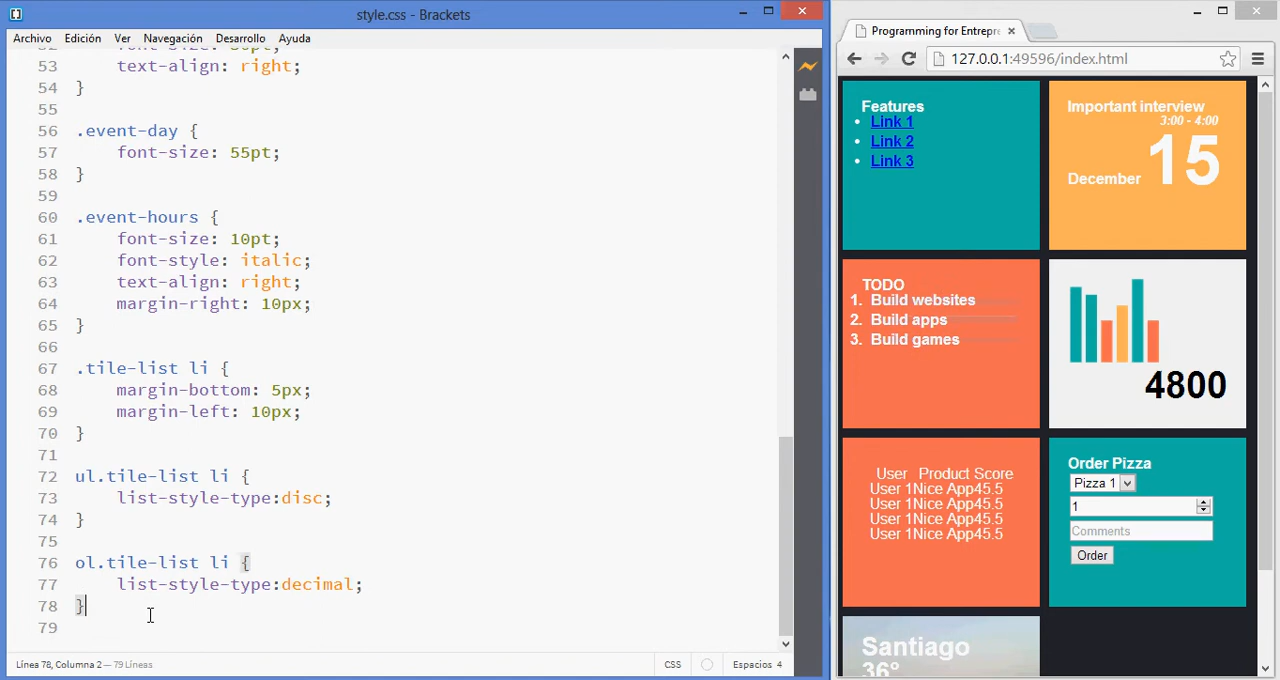 style.css - Brackets
Archivo Edición Ver Navegación Desarrollo Ayuda
53 text-align: right;
54 }
55
56 .event-day {
57 font-size: 55pt;
58 }
59
60 .event-hours {
61 font-size: 10pt;
62 font-style: italic;
63 text-align: right;
64 margin-right: 10px;
65 }
66
67 .tile-list li {
68 margin-bottom: 5px;
69 margin-left: 10px;
70 }
71
72 ul.tile-list li {
73 list-style-type:disc;
74 }
75
76 ol.tile-list li {
77 list-style-type:decimal;
78 }
79
Línea 78, Columna 2 — 79 Líneas
CSS
Espacios 4
Programming for Entrepr
127.0.0.1:49596/index.html
Features
• Link 1
• Link 2
• Link 3
Important interview
3:00 - 4:00
December 15
TODO
1. Build websites
2. Build apps
3. Build games
4800
User Product Score
User 1Nice App45.5
User 1Nice App45.5
User 1Nice App45.5
User 1Nice App45.5
Order Pizza
Pizza 1
1
Comments
Order
Santiago
36°